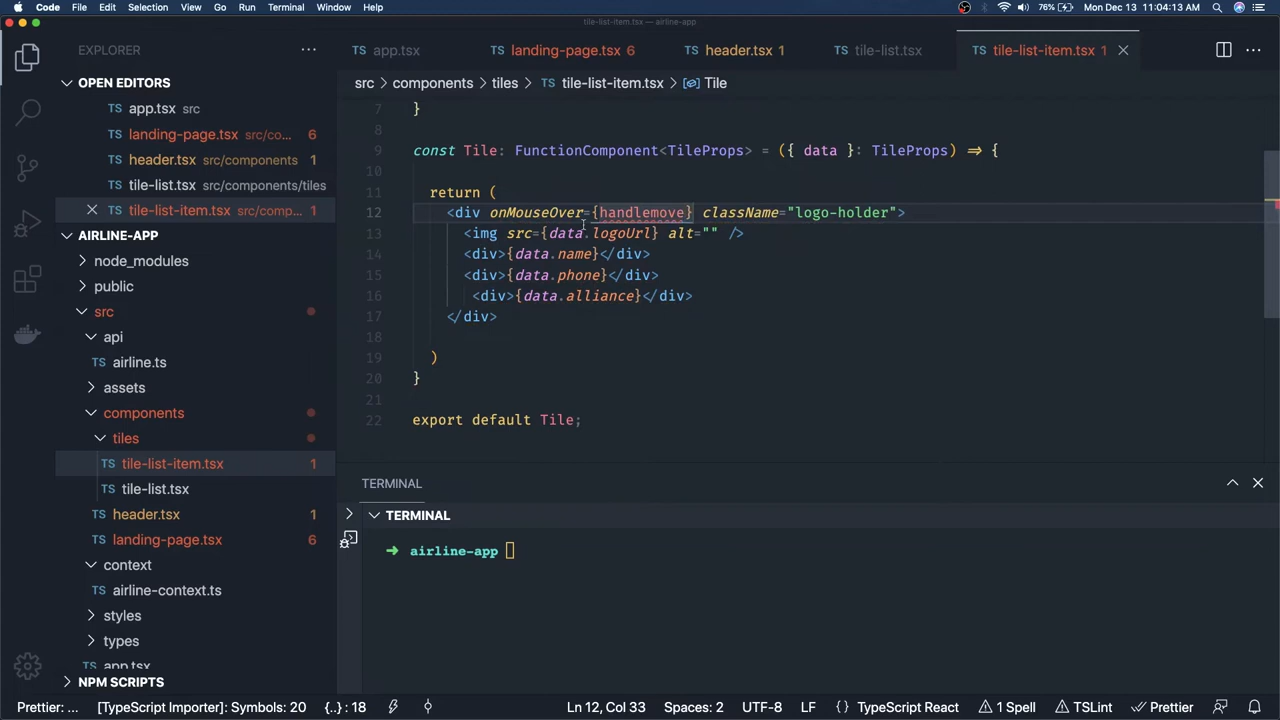 Code File Edit Selection View Go Run Terminal Window Help 76% Mon Dec 13 11:04:13 AM
tile-list-item.tsx — airline-app
EXPLORER
app.tsx landing-page.tsx 6 header.tsx 1 tile-list.tsx tile-list-item.tsx 1
OPEN EDITORS
TS app.tsx src
TS landing-page.tsx src/co... 6
TS header.tsx src/components 1
TS tile-list.tsx src/components/tiles
TS tile-list-item.tsx src/comp... 1
AIRLINE-APP
node_modules
public
src
api
TS airline.ts
assets
components
tiles
TS tile-list-item.tsx 1
TS tile-list.tsx
TS header.tsx 1
TS landing-page.tsx 6
context
TS airline-context.tsx
styles
types
TS app.tsx
NPM SCRIPTS
src > components > tiles > TS tile-list-item.tsx > Tile
7 }
8
9 const Tile: FunctionComponent<TileProps> = ({ data }: TileProps) => {
10
11 return (
12 <div onMouseOver={handlemove} className="logo-holder">
13 <img src={data.logoUrl} alt="" />
14 <div>{data.name}</div>
15 <div>{data.phone}</div>
16 <div>{data.alliance}</div>
17 </div>
18
19 )
20 }
21
22 export default Tile;
TERMINAL
TERMINAL
➜ airline-app
Prettier: ... [TypeScript Importer]: Symbols: 20 {..} : 18 Ln 12, Col 33 Spaces: 2 UTF-8 LF {} TypeScript React 1 Spell TSLint Prettier